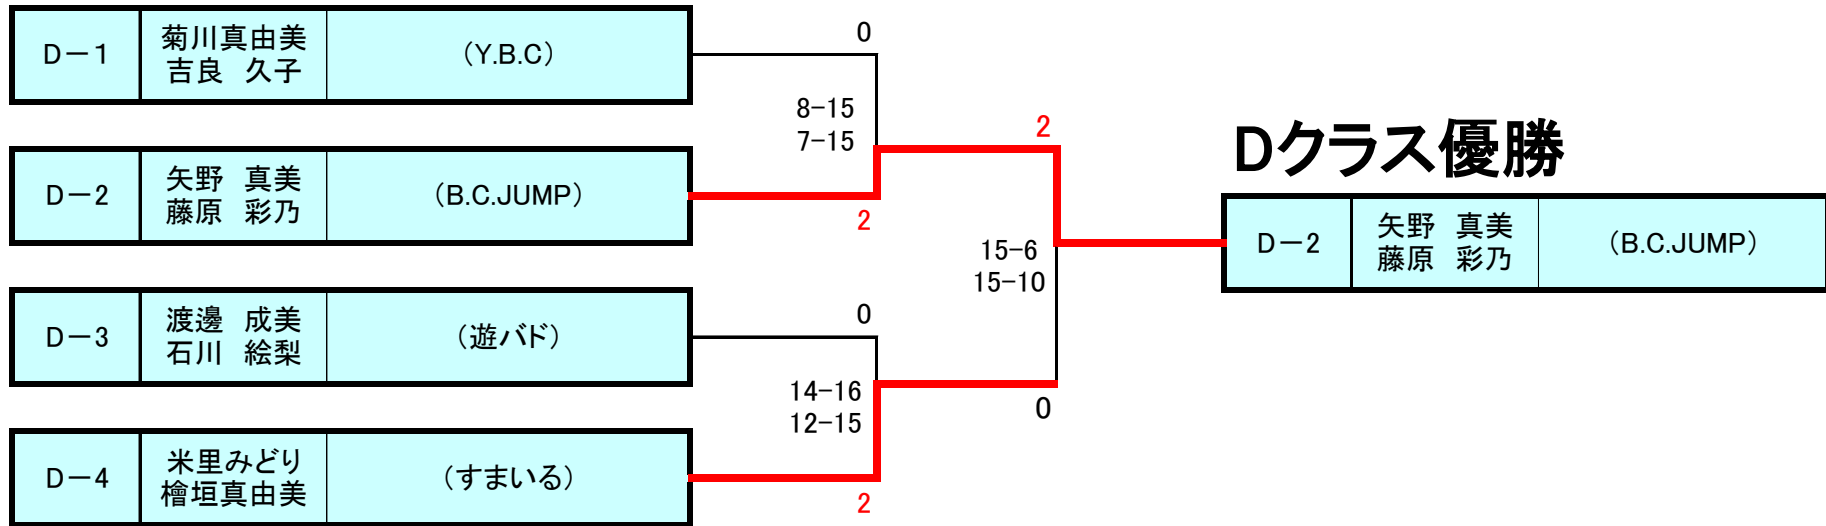 D－1
菊川真由美
吉良　久子
（Y.B.C）
0
8-15
7-15
D－2
矢野　真美
藤原　彩乃
（B.C.JUMP）
2
2
Dクラス優勝
D－2
矢野　真美
藤原　彩乃
（B.C.JUMP）
15-6
15-10
D－3
渡邊　成美
石川　絵梨
（遊バド）
0
14-16
12-15
0
D－4
米里みどり
檜垣真由美
（すまいる）
2